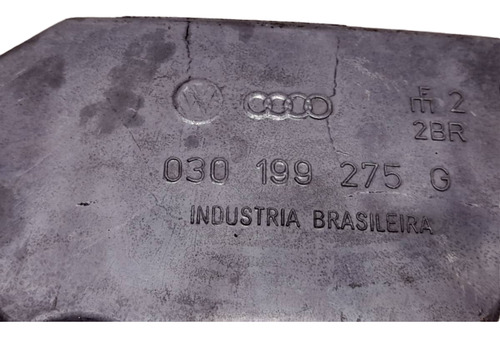 2
2BR
030 199 275 G
INDUSTRIA BRASILEIRA